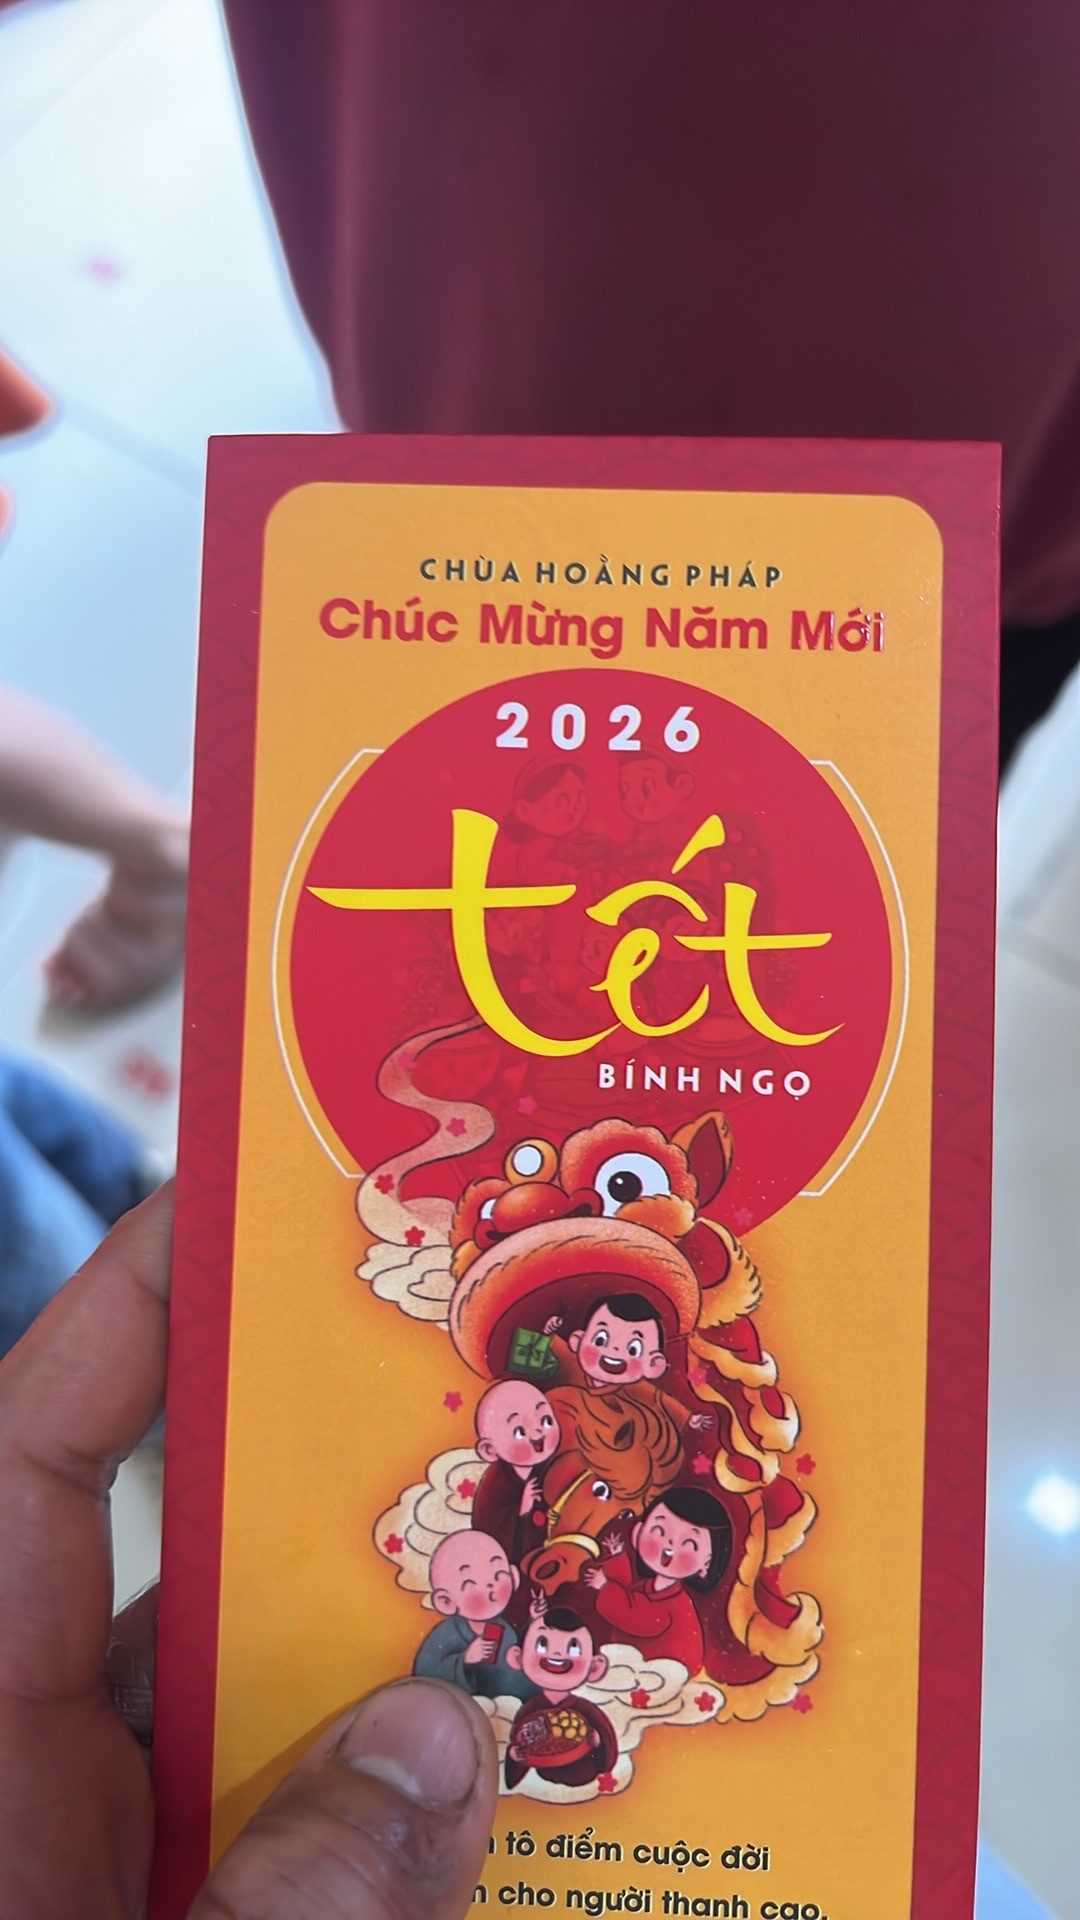 CHÙA HOẰNG PHÁP
Chúc Mừng Năm Mới
2026
tết
BÍNH NGỌ
tô điểm cuộc đời
cho người thanh cao.